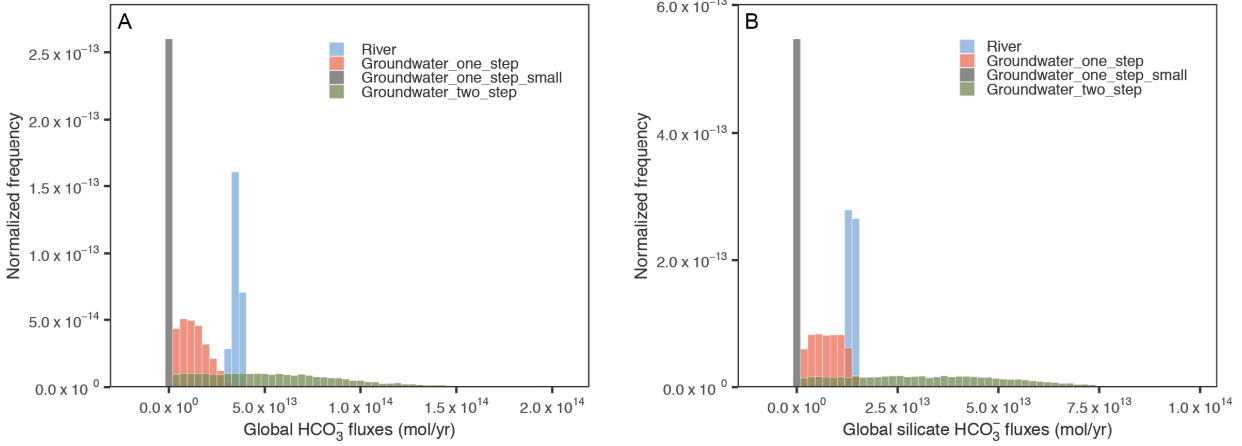 A
2.5 x 10⁻¹³
2.0 x 10⁻¹³
1.5 x 10⁻¹³
1.0 x 10⁻¹³
5.0 x 10⁻¹⁴
0.0 x 10⁰
Normalized frequency
River
Groundwater_one_step
Groundwater_one_step_small
Groundwater_two_step
0.0 x 10⁰ 5.0 x 10¹³ 1.0 x 10¹⁴ 1.5 x 10¹⁴ 2.0 x 10¹⁴
Global HCO₃⁻ fluxes (mol/yr)
B
6.0 x 10⁻¹³
4.0 x 10⁻¹³
2.0 x 10⁻¹³
0.0 x 10⁰
Normalized frequency
River
Groundwater_one_step
Groundwater_one_step_small
Groundwater_two_step
0.0 x 10⁰ 2.5 x 10¹³ 5.0 x 10¹³ 7.5 x 10¹³ 1.0 x 10¹⁴
Global silicate HCO₃⁻ fluxes (mol/yr)